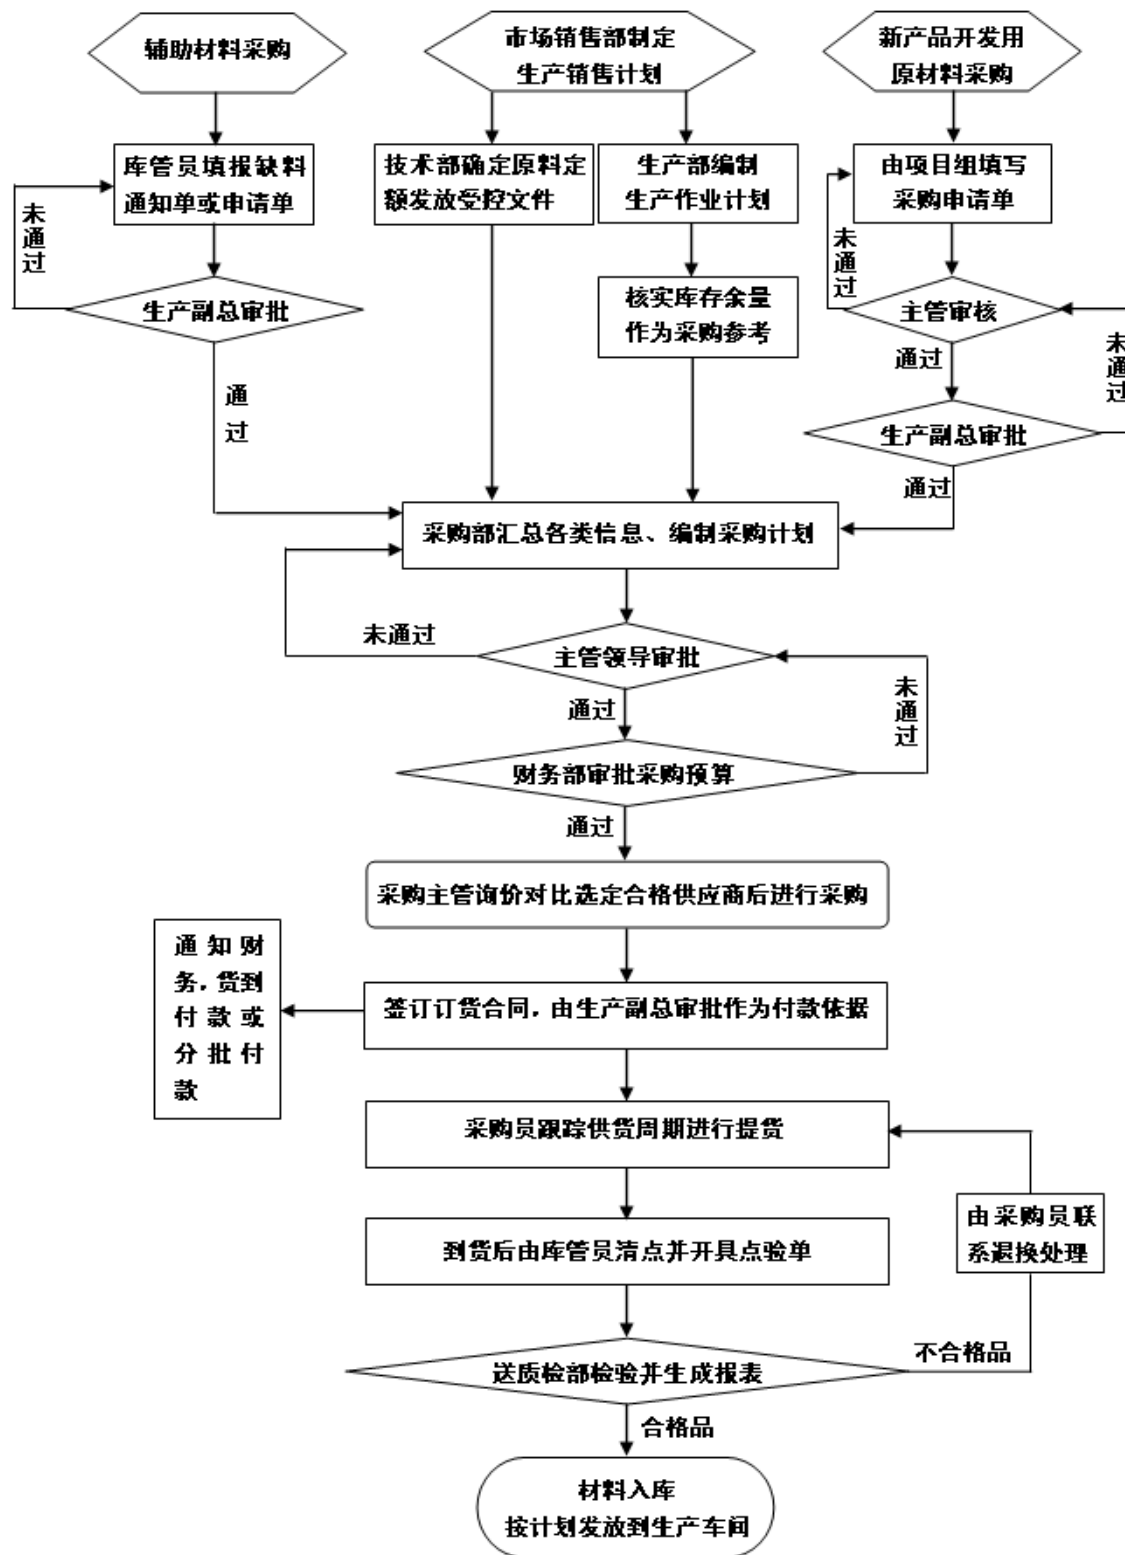 辅助材料采购
市场销售部制定
生产销售计划
新产品开发用
原材料采购
库管员填报缺料
通知单或申请单
技术部确定原料定
额发放受控文件
生产部编制
生产作业计划
由项目组填写
采购申请单
未通过
未通过
生产副总审批
核实库存余量
作为采购参考
主管审核
通过
未通过
通过
生产副总审批
通过
采购部汇总各类信息、编制采购计划
未通过
主管领导审批
通过
未通过
财务部审批采购预算
通过
采购主管询价对比选定合格供应商后进行采购
通知财
务，货到
付款或
分批付
款
签订订货合同，由生产副总审批作为付款依据
采购员跟踪供货周期进行提货
由采购员联
系退换处理
到货后由库管员清点并开具点验单
不合格品
送质检部检验并生成报表
合格品
材料入库
按计划发放到生产车间